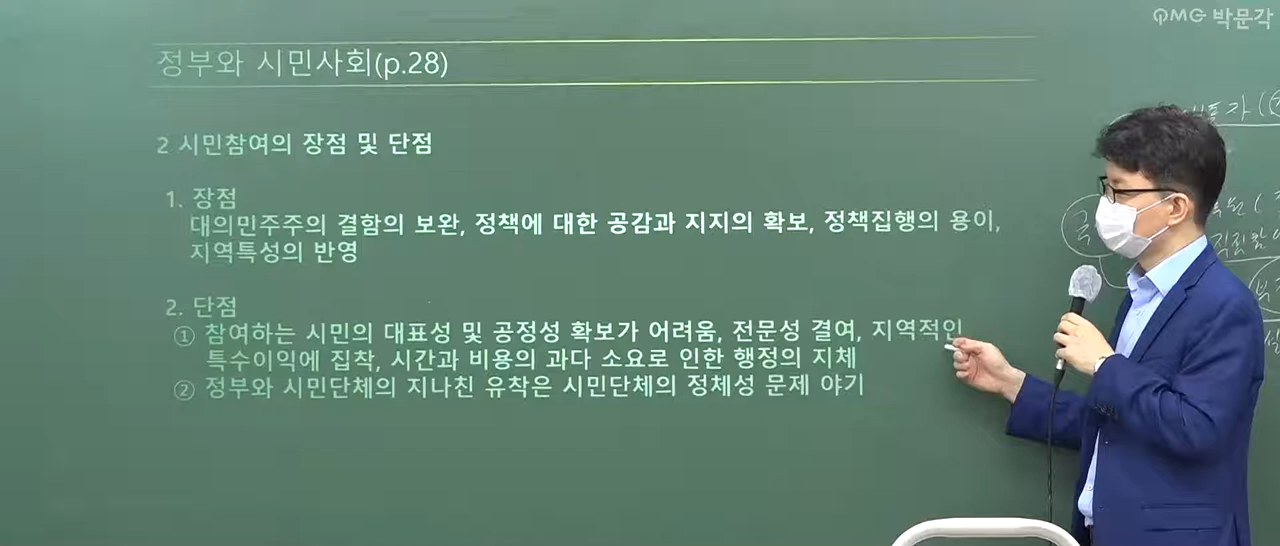 PMG 박문각
정부와 시민사회(p.28)
2 시민참여의 장점 및 단점
1. 장점
대의민주주의 결함의 보완, 정책에 대한 공감과 지지의 확보, 정책집행의 용이,
지역특성의 반영
2. 단점
① 참여하는 시민의 대표성 및 공정성 확보가 어려움, 전문성 결여, 지역적인
특수이익에 집착, 시간과 비용의 과다 소요로 인한 행정의 지체
② 정부와 시민단체의 지나친 유착은 시민단체의 정체성 문제 야기